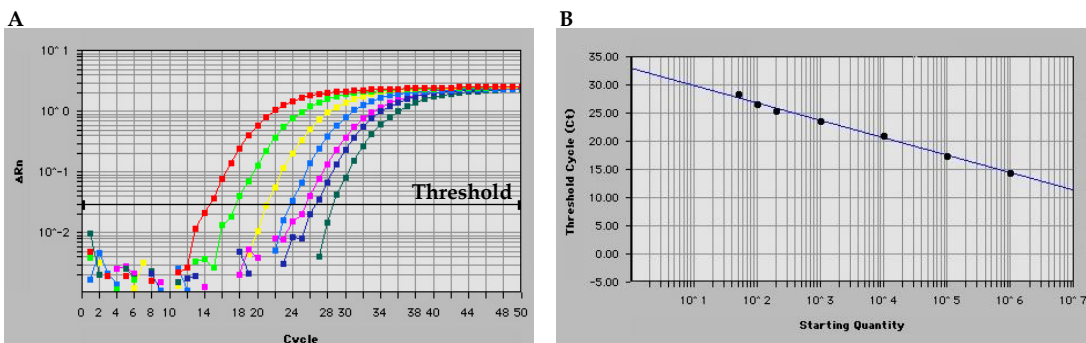 A
ΔRn
10^1
10^0
10^-1
10^-2
Threshold
0 2 4 6 8 10 14 18 20 24 28 30 34 38 40 44 48 50
Cycle
B
Threshold Cycle (Ct)
35.00
30.00
25.00
20.00
15.00
10.00
5.00
0.00
-5.00
10^1 10^2 10^3 10^4 10^5 10^6 10^7
Starting Quantity